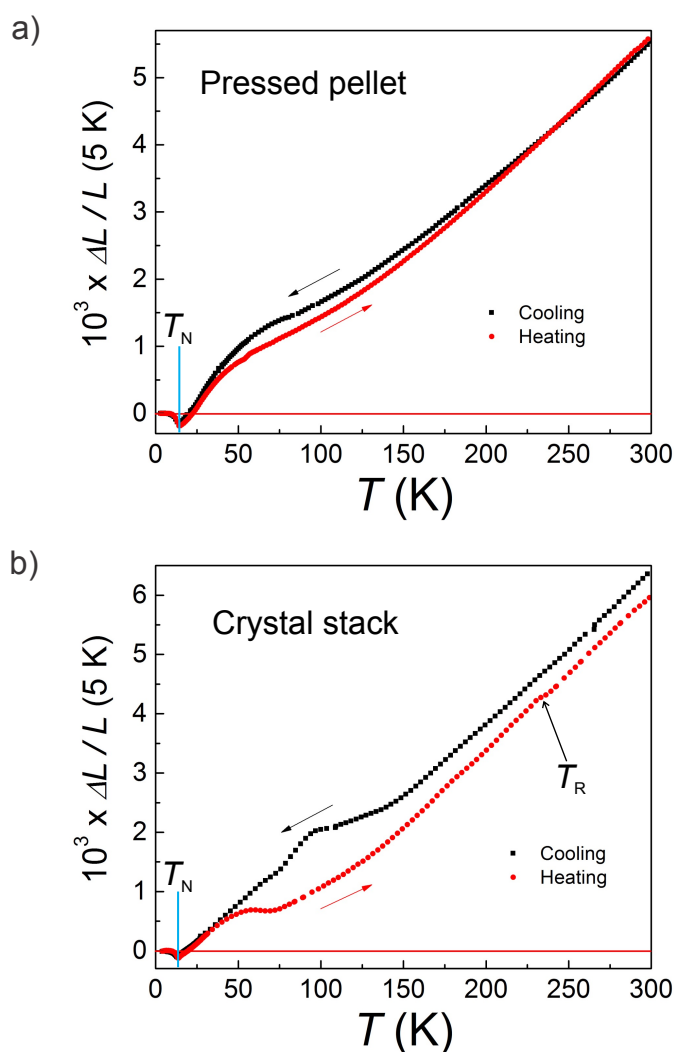 a)
10³ x ΔL / L (5 K)
5
4
3
2
1
0
Pressed pellet
T_N
Cooling
Heating
0 50 100 150 200 250 300
T (K)
b)
10³ x ΔL / L (5 K)
6
5
4
3
2
1
0
Crystal stack
T_R
T_N
Cooling
Heating
0 50 100 150 200 250 300
T (K)